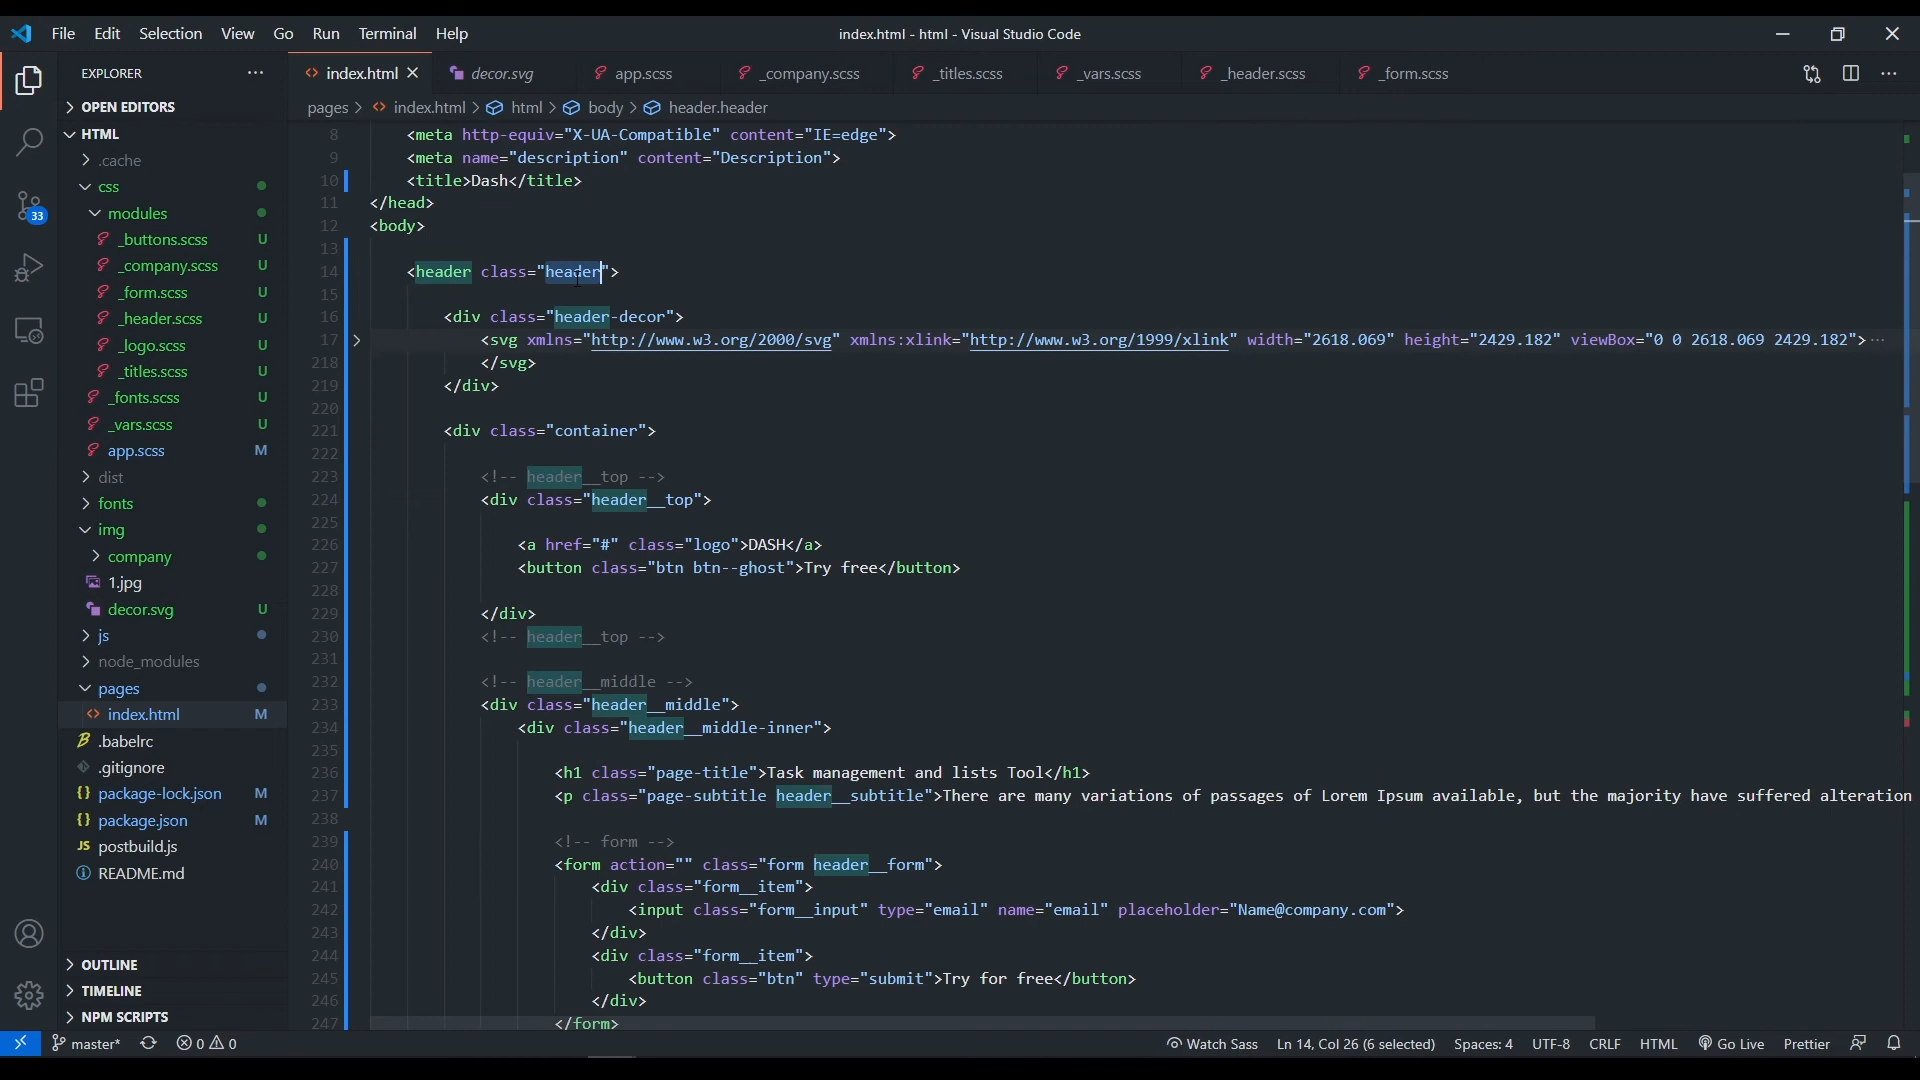 File Edit Selection View Go Run Terminal Help
index.html - html - Visual Studio Code
EXPLORER
OPEN EDITORS
HTML
.cache
css
modules
_buttons.scss U
_company.scss U
_form.scss U
_header.scss U
_logo.scss U
_titles.scss U
_fonts.scss U
_vars.scss U
app.scss M
dist
fonts
img
company
1.jpg
decor.svg U
js
node_modules
pages
index.html M
.babelrc
.gitignore
package-lock.json M
package.json M
postbuild.js
README.md
OUTLINE
TIMELINE
NPM SCRIPTS
33
index.html decor.svg app.scss _company.scss _titles.scss _vars.scss _header.scss _form.scss
pages > index.html > html > body > header.header
8 <meta http-equiv="X-UA-Compatible" content="IE=edge">
9 <meta name="description" content="Description">
10 <title>Dash</title>
11 </head>
12 <body>
13
14 <header class="header">
15
16 <div class="header-decor">
17 <svg xmlns="http://www.w3.org/2000/svg" xmlns:xlink="http://www.w3.org/1999/xlink" width="2618.069" height="2429.182" viewBox="0 0 2618.069 2429.182">···
218 </svg>
219 </div>
220
221 <div class="container">
222
223 <!-- header__top -->
224 <div class="header__top">
225
226 <a href="#" class="logo">DASH</a>
227 <button class="btn btn--ghost">Try free</button>
228
229 </div>
230 <!-- header__top -->
231
232 <!-- header__middle -->
233 <div class="header__middle">
234 <div class="header__middle-inner">
235
236 <h1 class="page-title">Task management and lists Tool</h1>
237 <p class="page-subtitle header__subtitle">There are many variations of passages of Lorem Ipsum available, but the majority have suffered alteration
238
239 <!-- form -->
240 <form action="" class="form header__form">
241 <div class="form__item">
242 <input class="form__input" type="email" name="email" placeholder="Name@company.com">
243 </div>
244 <div class="form__item">
245 <button class="btn" type="submit">Try for free</button>
246 </div>
247 </form>
master* 0 0 Watch Sass Ln 14, Col 26 (6 selected) Spaces: 4 UTF-8 CRLF HTML Go Live Prettier